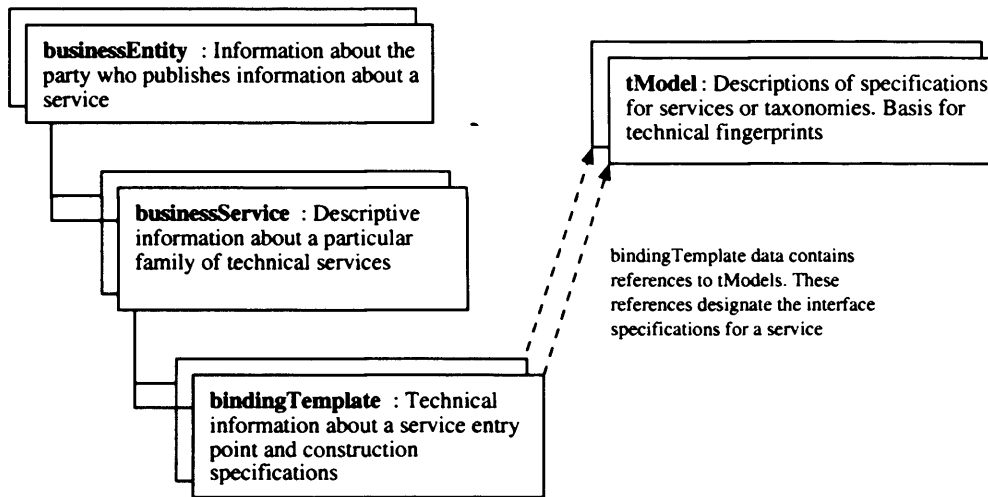 businessEntity : Information about the
party who publishes information about a
service
tModel : Descriptions of specifications
for services or taxonomies. Basis for
technical fingerprints
businessService : Descriptive
information about a particular
family of technical services
bindingTemplate data contains
references to tModels. These
references designate the interface
specifications for a service
bindingTemplate : Technical
information about a service entry
point and construction
specifications